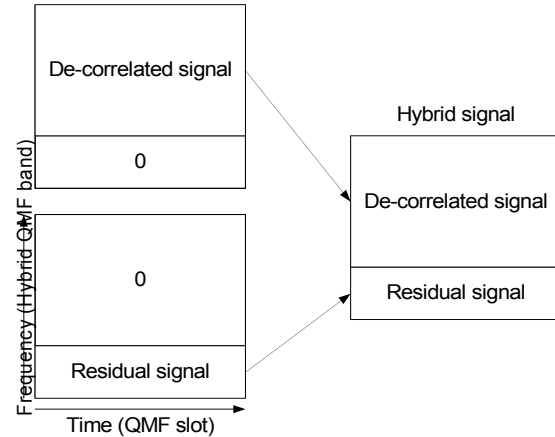 De-correlated signal
0
Hybrid signal
De-correlated signal
0
Residual signal
Residual signal
Frequency (Hybrid QMF band)
Time (QMF slot)